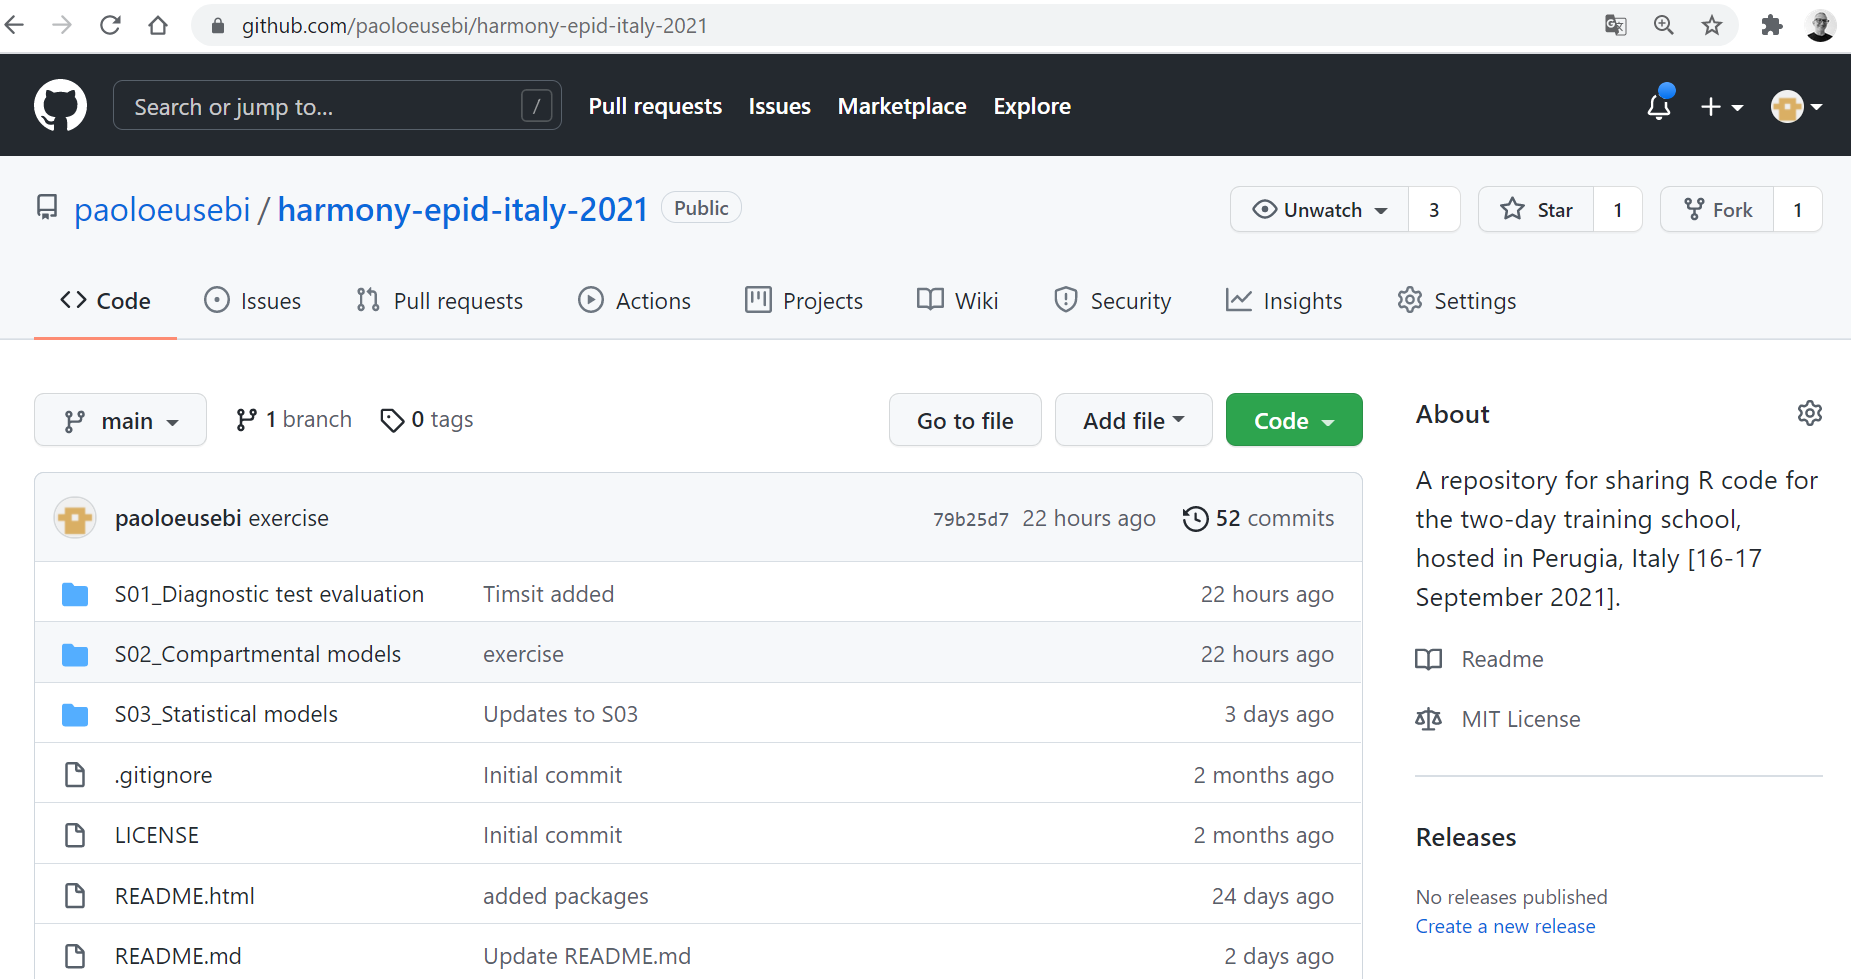 github.com/paoloeusebi/harmony-epid-italy-2021
Search or jump to... /
Pull requests Issues Marketplace Explore
paoloeusebi / harmony-epid-italy-2021 Public
Unwatch 3 Star 1 Fork 1
Code Issues Pull requests Actions Projects Wiki Security Insights Settings
main 1 branch 0 tags
Go to file Add file Code
paoloeusebi exercise 79b25d7 22 hours ago 52 commits
S01_Diagnostic test evaluation Timsit added 22 hours ago
S02_Compartmental models exercise 22 hours ago
S03_Statistical models Updates to S03 3 days ago
.gitignore Initial commit 2 months ago
LICENSE Initial commit 2 months ago
README.html added packages 24 days ago
README.md Update README.md 2 days ago
About
A repository for sharing R code for
the two-day training school,
hosted in Perugia, Italy [16-17
September 2021].
Readme
MIT License
Releases
No releases published
Create a new release